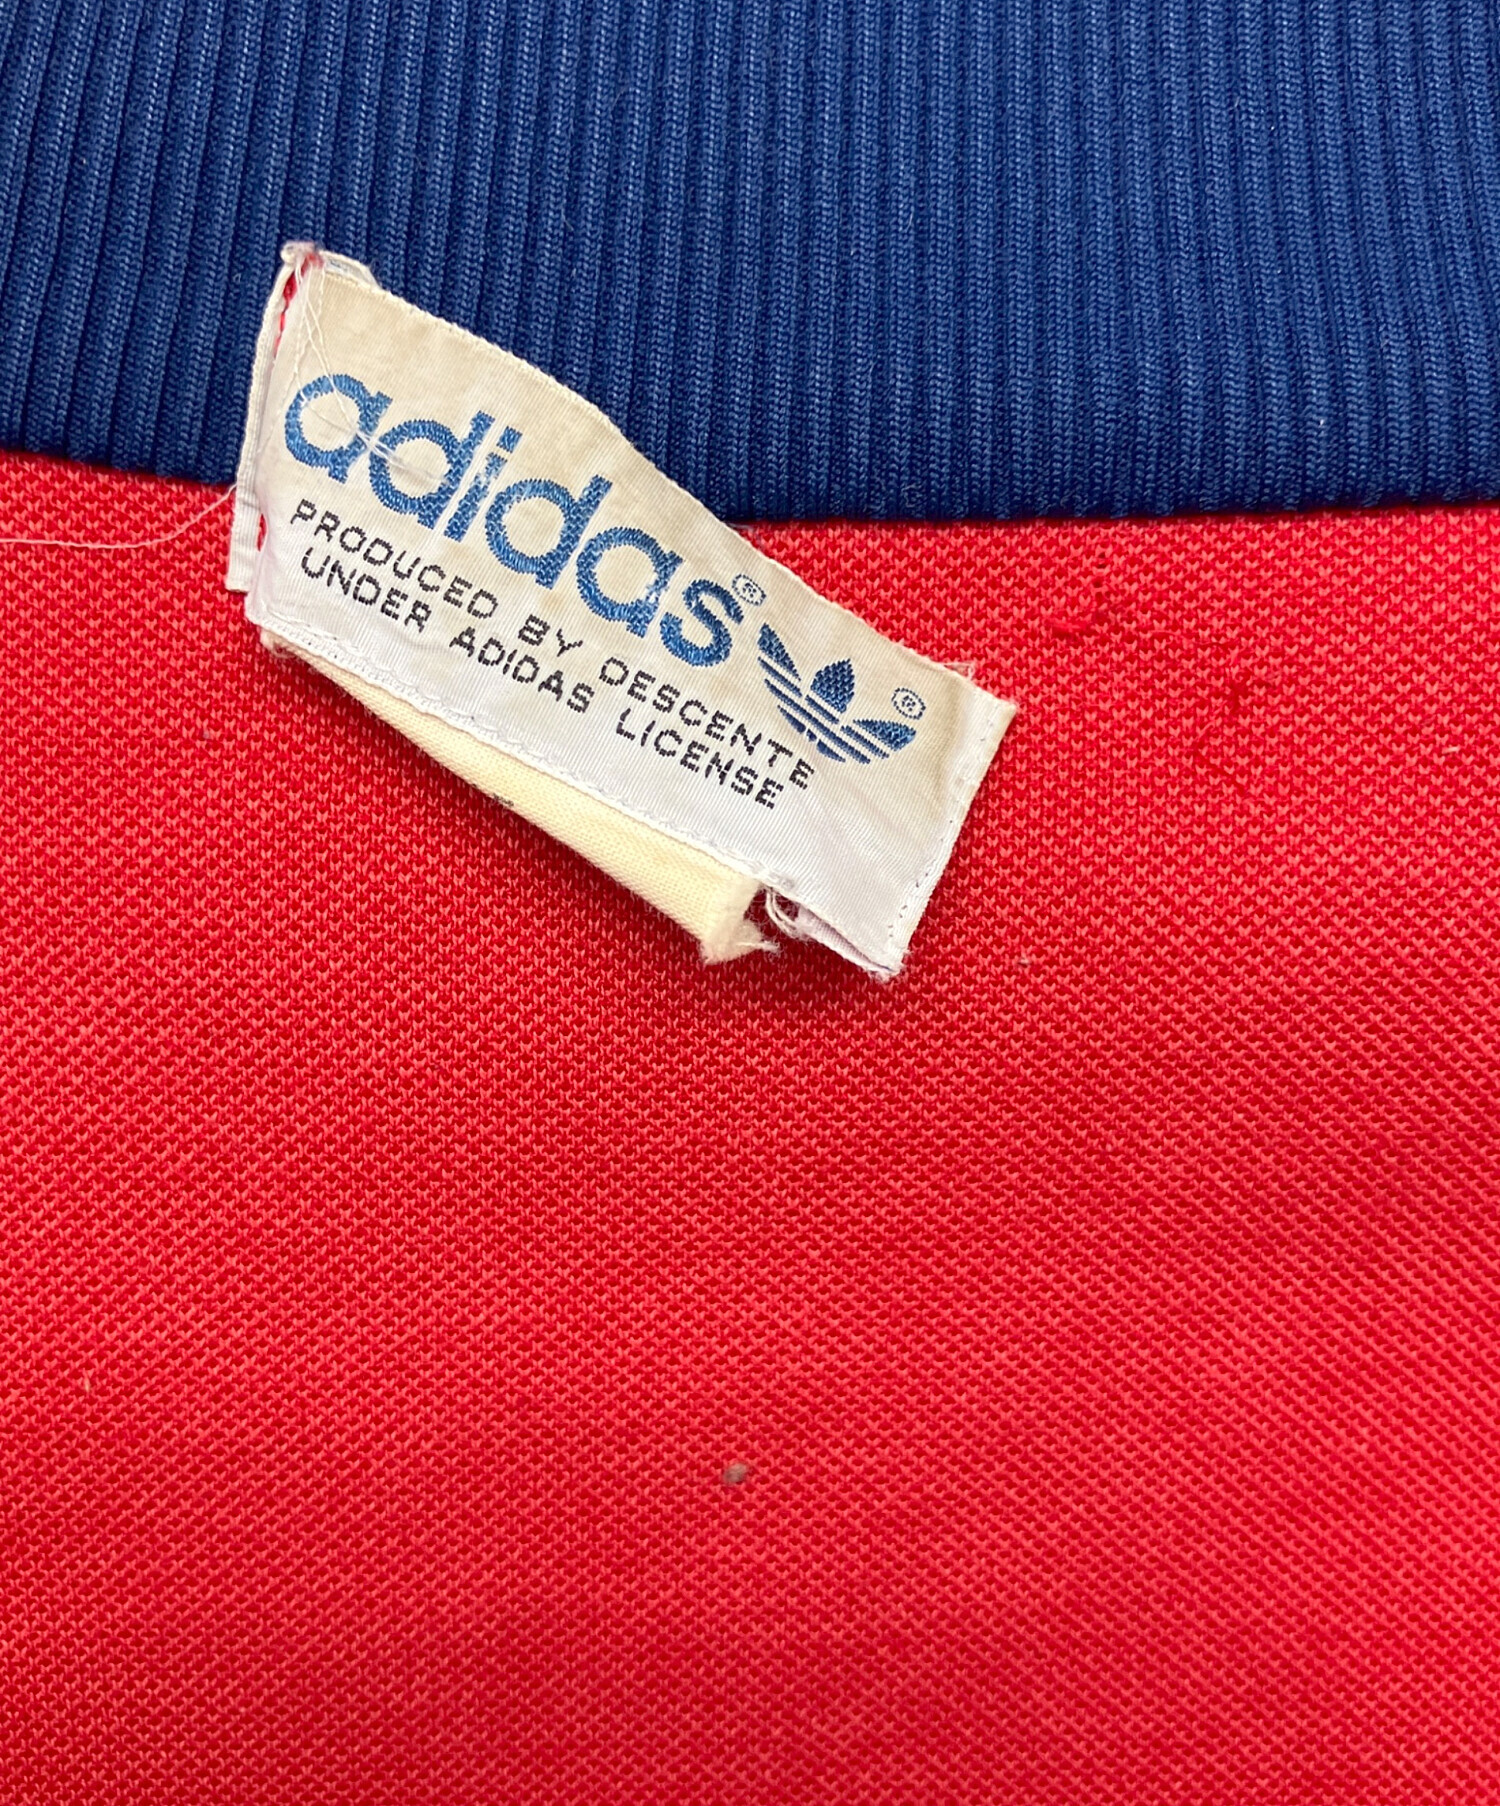 adidas®
®
PRODUCED BY DESCENTE
UNDER ADIDAS LICENSE